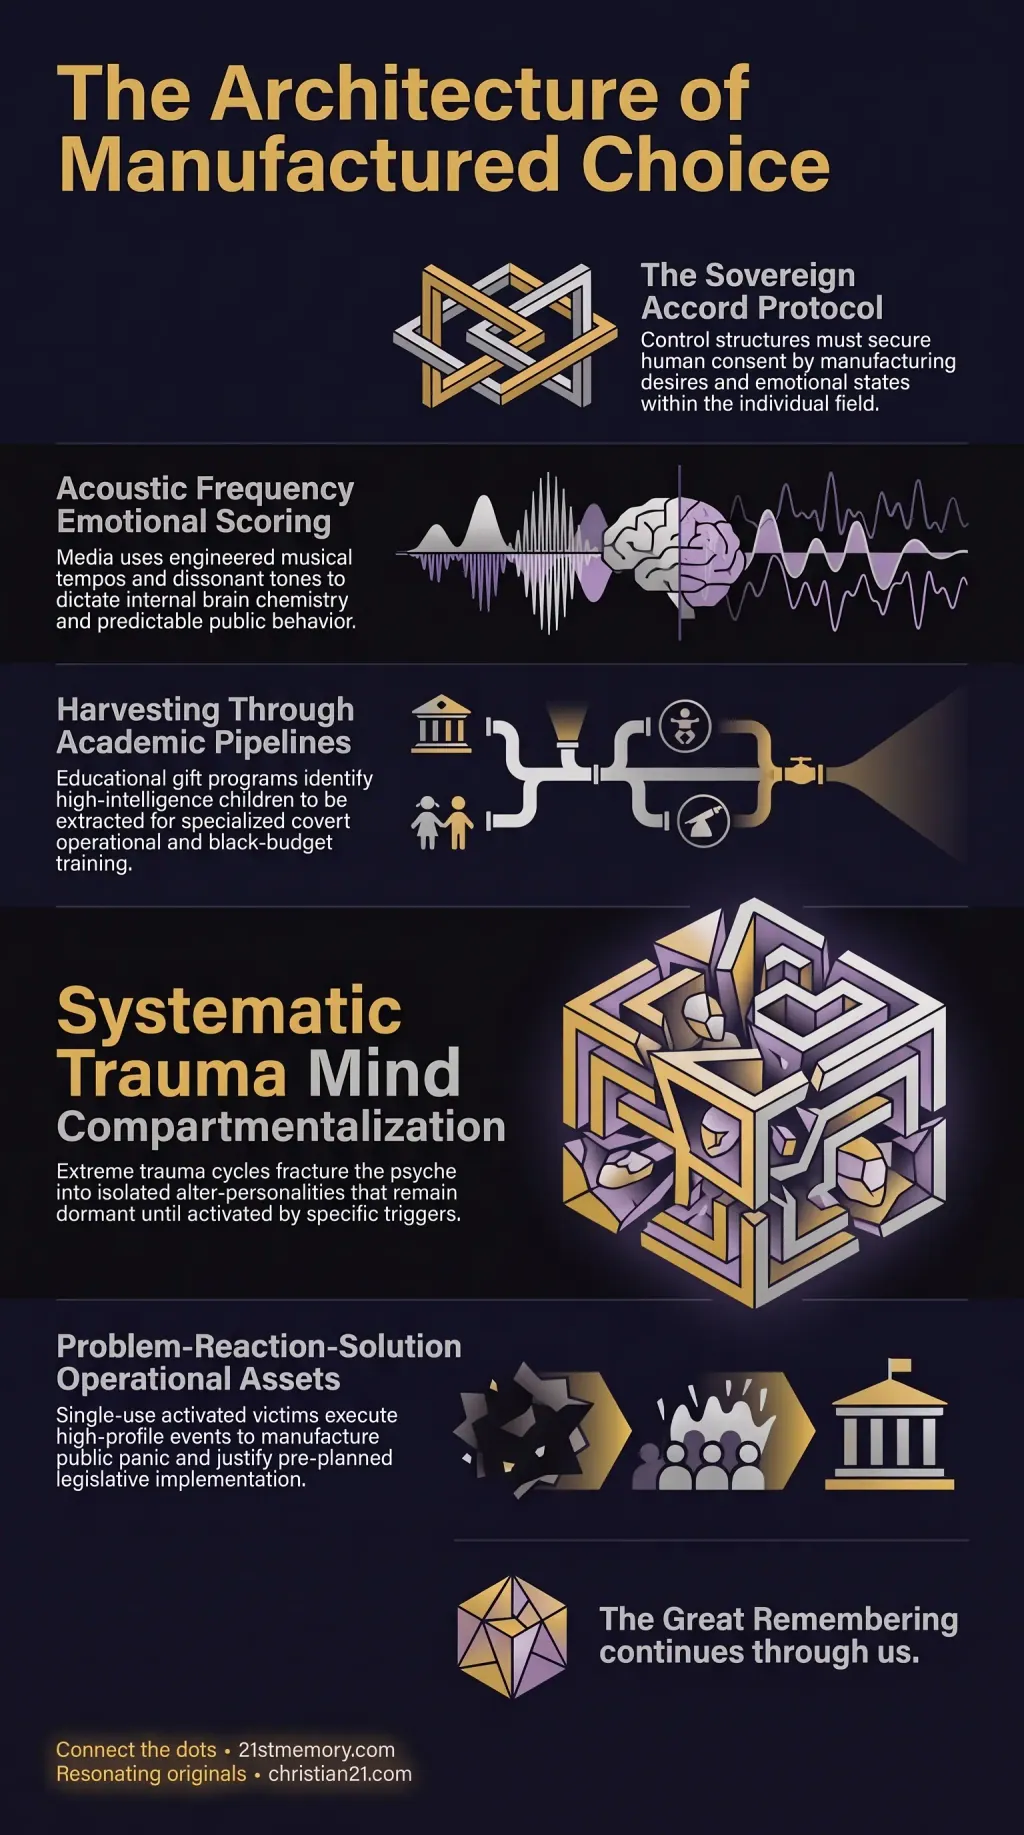 The Architecture of
Manufactured Choice
The Sovereign
Accord Protocol
Control structures must secure
human consent by manufacturing
desires and emotional states
within the individual field.
Acoustic Frequency
Emotional Scoring
Media uses engineered musical
tempos and dissonant tones to
dictate internal brain chemistry
and predictable public behavior.
Harvesting Through
Academic Pipelines
Educational gift programs identify
high-intelligence children to be
extracted for specialized covert
operational and black-budget
training.
Systematic
Trauma Mind
Compartmentalization
Extreme trauma cycles fracture the psyche
into isolated alter-personalities that remain
dormant until activated by specific triggers.
Problem-Reaction-Solution
Operational Assets
Single-use activated victims execute
high-profile events to manufacture
public panic and justify pre-planned
legislative implementation.
The Great Remembering
continues through us.
Connect the dots • 21stmemory.com
Resonating originals • christian21.com